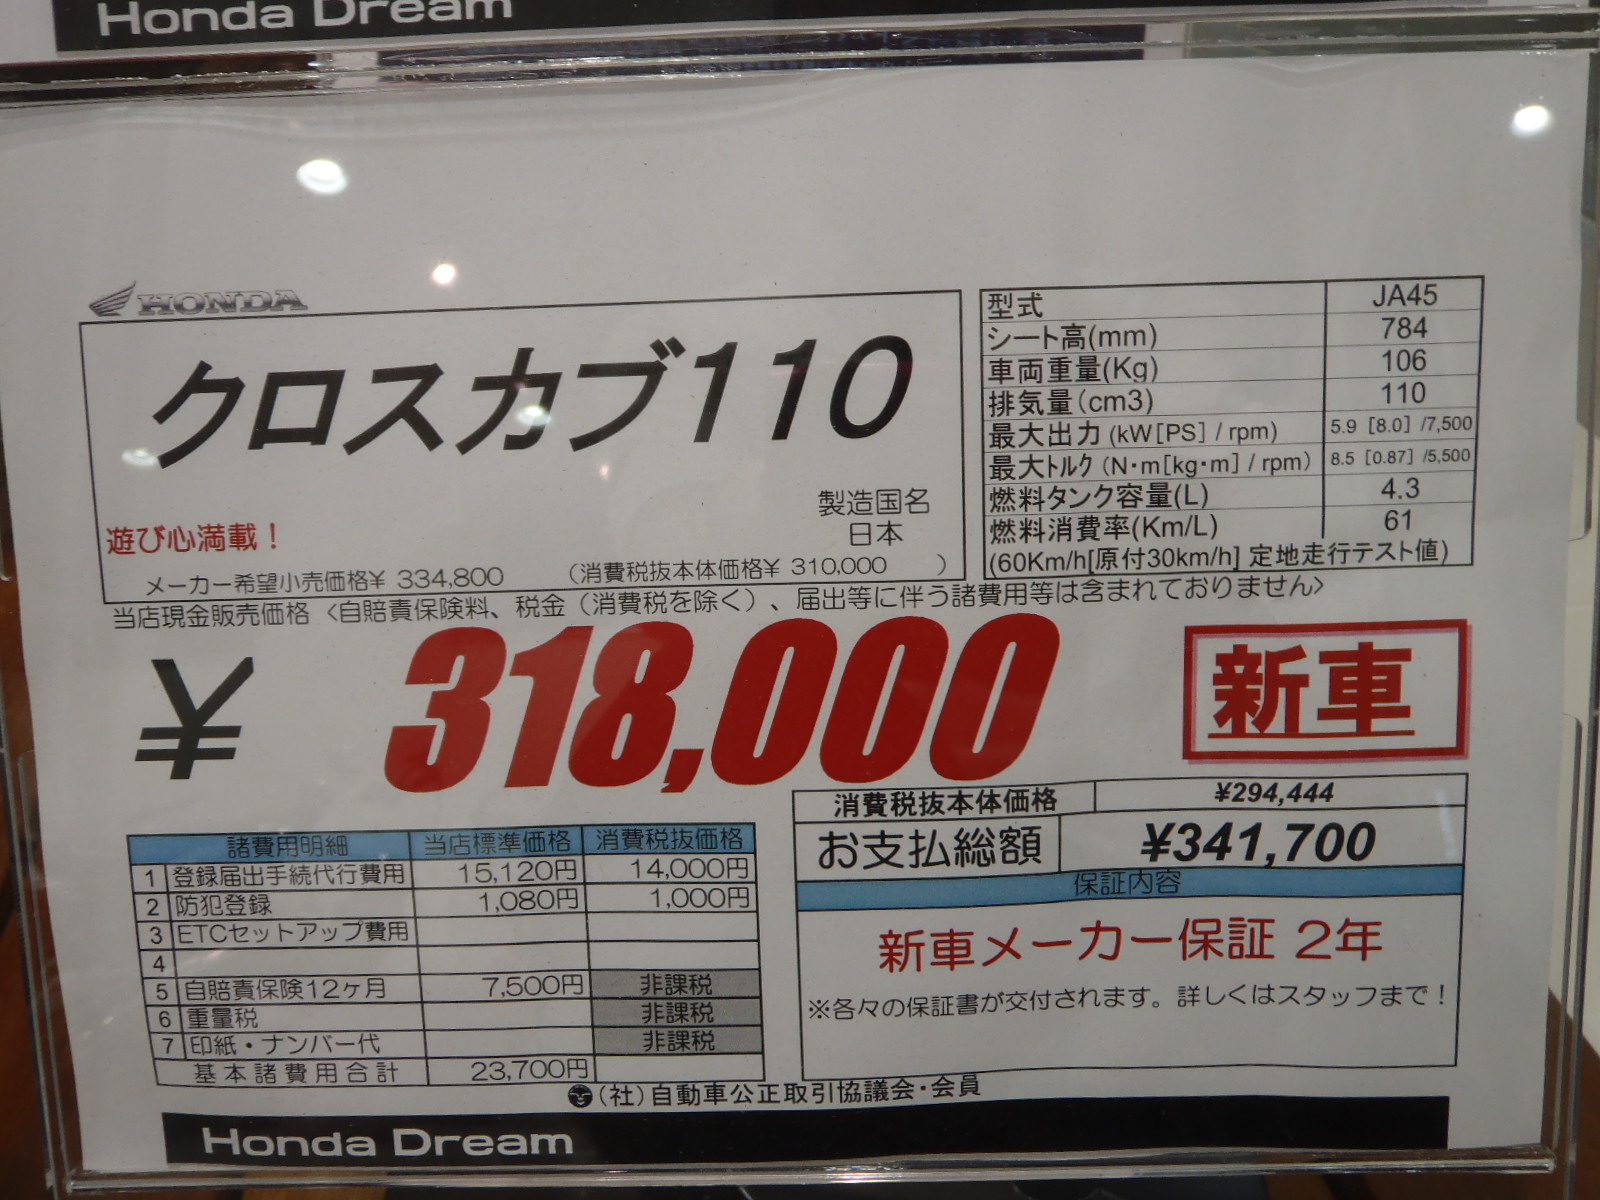 Honda Dream
HONDA
クロスカブ110
製造国名
日本
遊び心満載!
メーカー希望小売価格¥ 334,800 (消費税抜本体価格¥ 310,000 )
型式 JA45
シート高(mm) 784
車両重量(Kg) 106
排気量(cm3) 110
最大出力(kW[PS] / rpm) 5.9 [8.0] /7,500
最大トルク(N・m[kg・m] / rpm) 8.5 [0.87] /5,500
燃料タンク容量(L) 4.3
燃料消費率(Km/L) 61
(60Km/h[原付30km/h] 定地走行テスト値)
当店現金販売価格 <自賠責保険料、税金(消費税を除く)、届出等に伴う諸費用等は含まれておりません>
¥ 318,000
新車
消費税抜本体価格 ¥294,444
お支払総額 ¥341,700
保証内容
新車メーカー保証 2年
※各々の保証書が交付されます。詳しくはスタッフまで!
諸費用明細 当店標準価格 消費税抜価格
1 登録届出手続代行費用 15,120円 14,000円
2 防犯登録 1,080円 1,000円
3 ETCセットアップ費用
4
5 自賠責保険12ヶ月 7,500円 非課税
6 重量税 非課税
7 印紙・ナンバー代 非課税
基本諸費用合計 23,700円
(社)自動車公正取引協議会・会員
Honda Dream